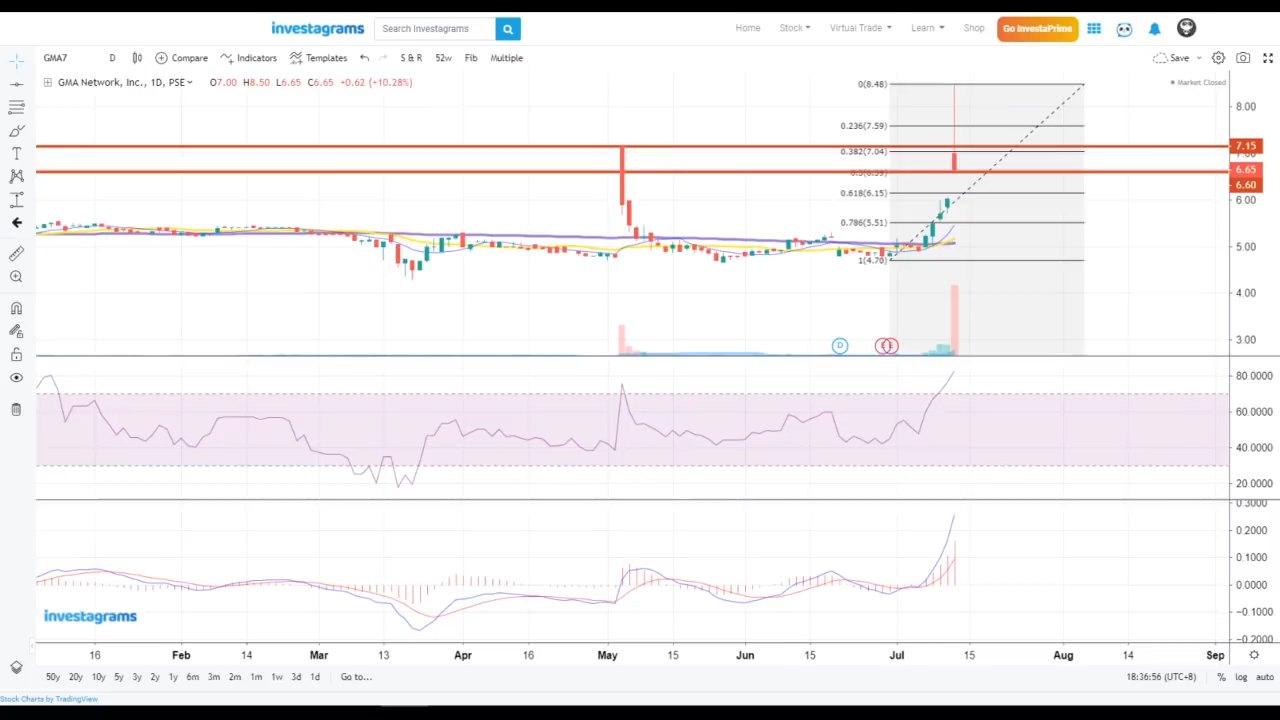 investagrams
Search Investagrams
Home Stock Virtual Trade Learn Shop Go InvestaPrime
GMA7 D Compare Indicators Templates S & R 52w Fib Multiple Save
GMA Network, Inc., 1D, PSE O7.00 H8.50 L6.65 C6.65 +0.62 (+10.28%)
Market Closed
0(8.48)
0.236(7.59)
0.382(7.04)
0.618(6.15)
0.786(5.51)
1(4.70)
8.00
7.15
7.00
6.65
6.60
6.00
5.00
4.00
3.00
D E E
80.0000
60.0000
40.0000
20.0000
0.3000
0.2000
0.1000
0.0000
-0.1000
-0.2000
investagrams
16 Feb 14 Mar 13 Apr May 15 Jun 15 Jul 15 Aug 14 Sep
50y 20y 10y 5y 3y 2y 1y 6m 3m 2m 1m 1w 3d 1d Go to... 18:36:56 (UTC+8) % log auto
Stock Charts by TradingView